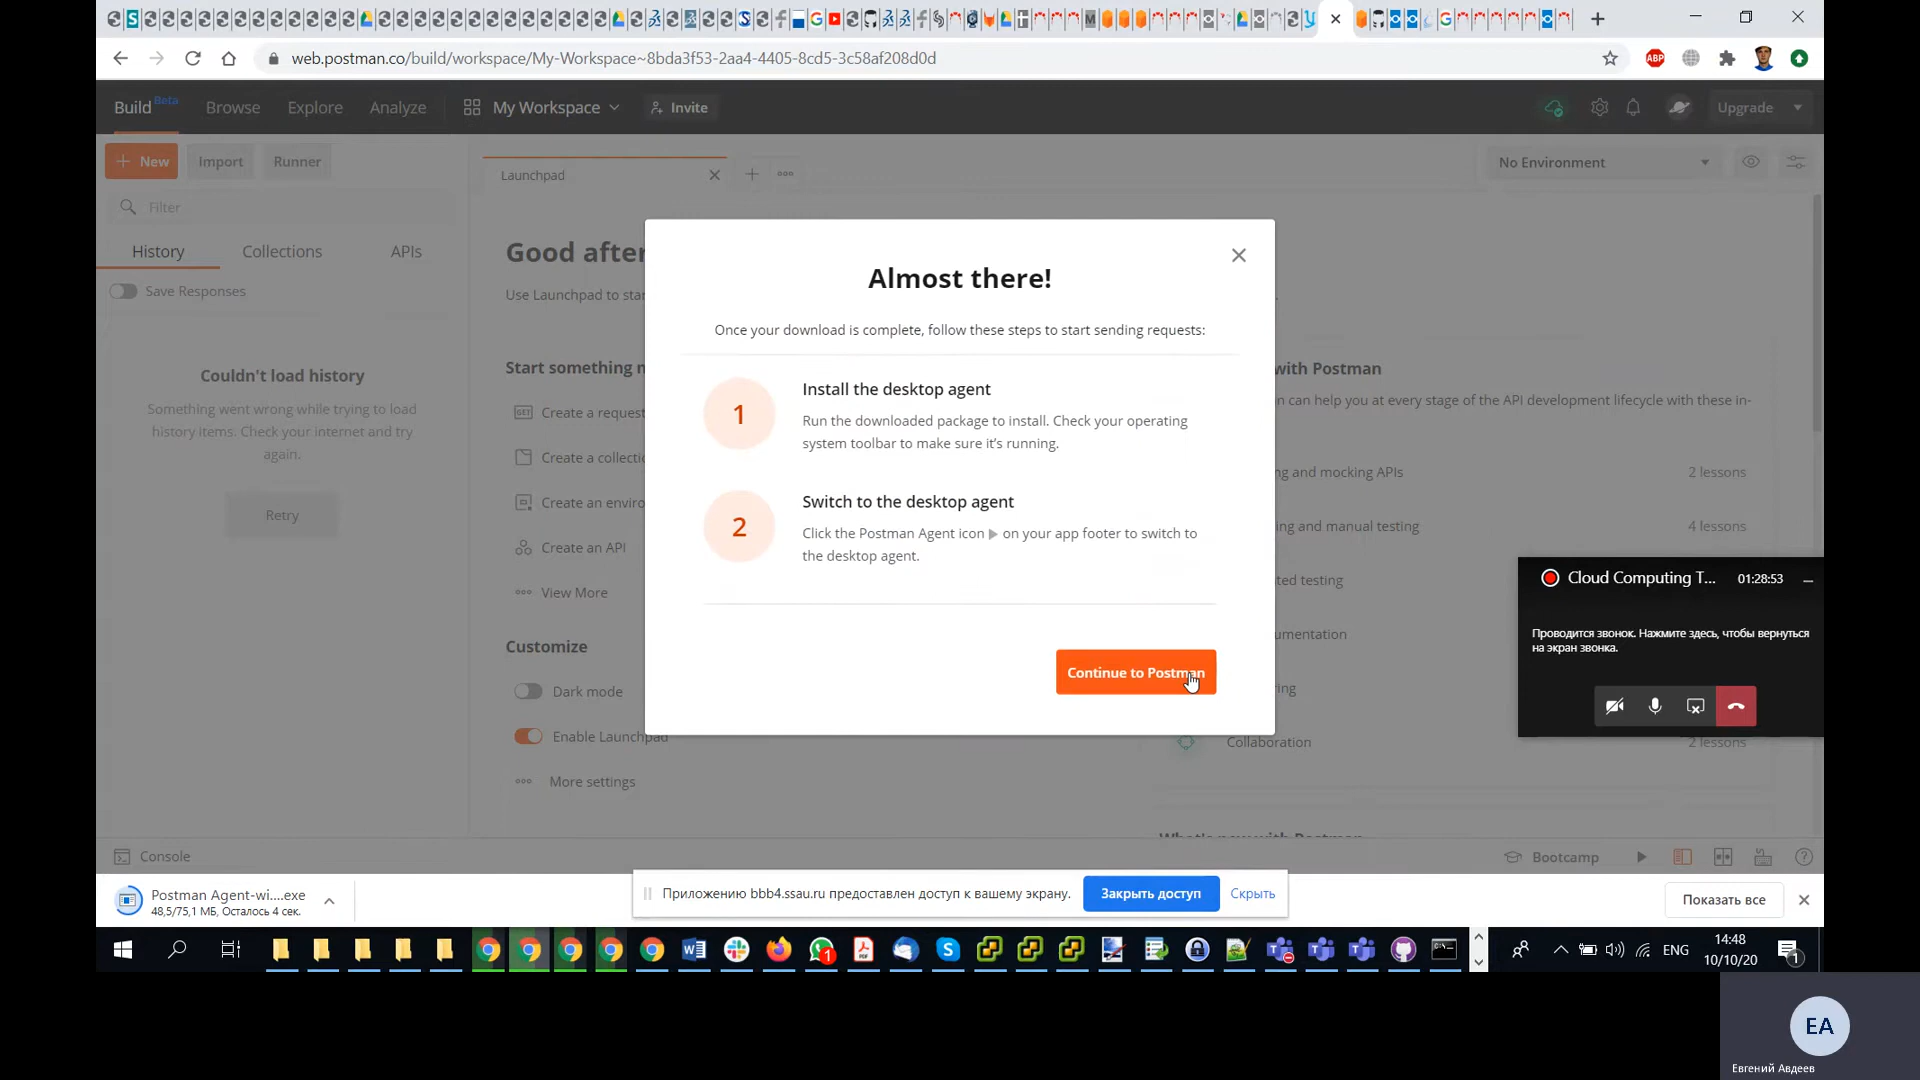 web.postman.co/build/workspace/My-Workspace~8bda3f53-2aa4-4405-8cd5-3c58af208d0d
ABP
Build Beta Browse Explore Analyze My Workspace Invite Upgrade
New Import Runner
Launchpad
No Environment
Filter
History Collections APIs
Save Responses
Couldn't load history
Something went wrong while trying to load
history items. Check your internet and try
again.
Retry
Good after
Use Launchpad to star
Start something n
GET Create a reques
Create a collectio
Create an enviro
Create an API
View More
Customize
Dark mode
Enable Launchpad
More settings
Almost there!
Once your download is complete, follow these steps to start sending requests:
1
Install the desktop agent
Run the downloaded package to install. Check your operating
system toolbar to make sure it's running.
2
Switch to the desktop agent
Click the Postman Agent icon ▶ on your app footer to switch to
the desktop agent.
Continue to Postman
with Postman
n can help you at every stage of the API development lifecycle with these in-
ng and mocking APIs 2 lessons
ing and manual testing 4 lessons
ted testing
umentation
ring
Collaboration 2 lessons
What's new with Postman
Cloud Computing T... 01:28:53
Проводится звонок. Нажмите здесь, чтобы вернуться
на экран звонка.
Console
Bootcamp
Postman Agent-wi....exe
48,5/75,1 МБ, Осталось 4 сек.
Приложению bbb4.ssau.ru предоставлен доступ к вашему экрану.
Закрыть доступ
Скрыть
Показать все
ENG
14:48
10/10/20
1
EA
Евгений Авдеев